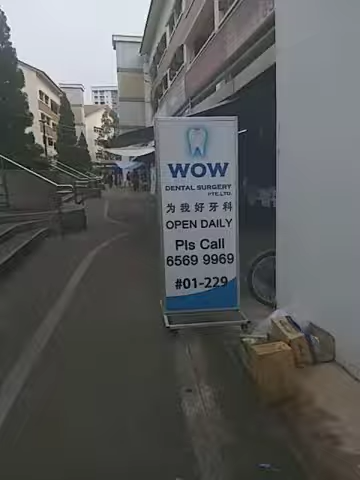 WOW
DENTAL SURGERY
PTE.LTD.
为我好牙科
OPEN DAILY
Pls Call
6569 9969
#01-229